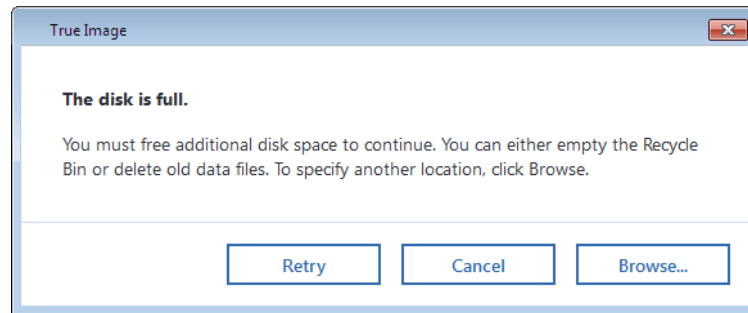 True Image
The disk is full.
You must free additional disk space to continue. You can either empty the Recycle
Bin or delete old data files. To specify another location, click Browse.
Retry
Cancel
Browse...